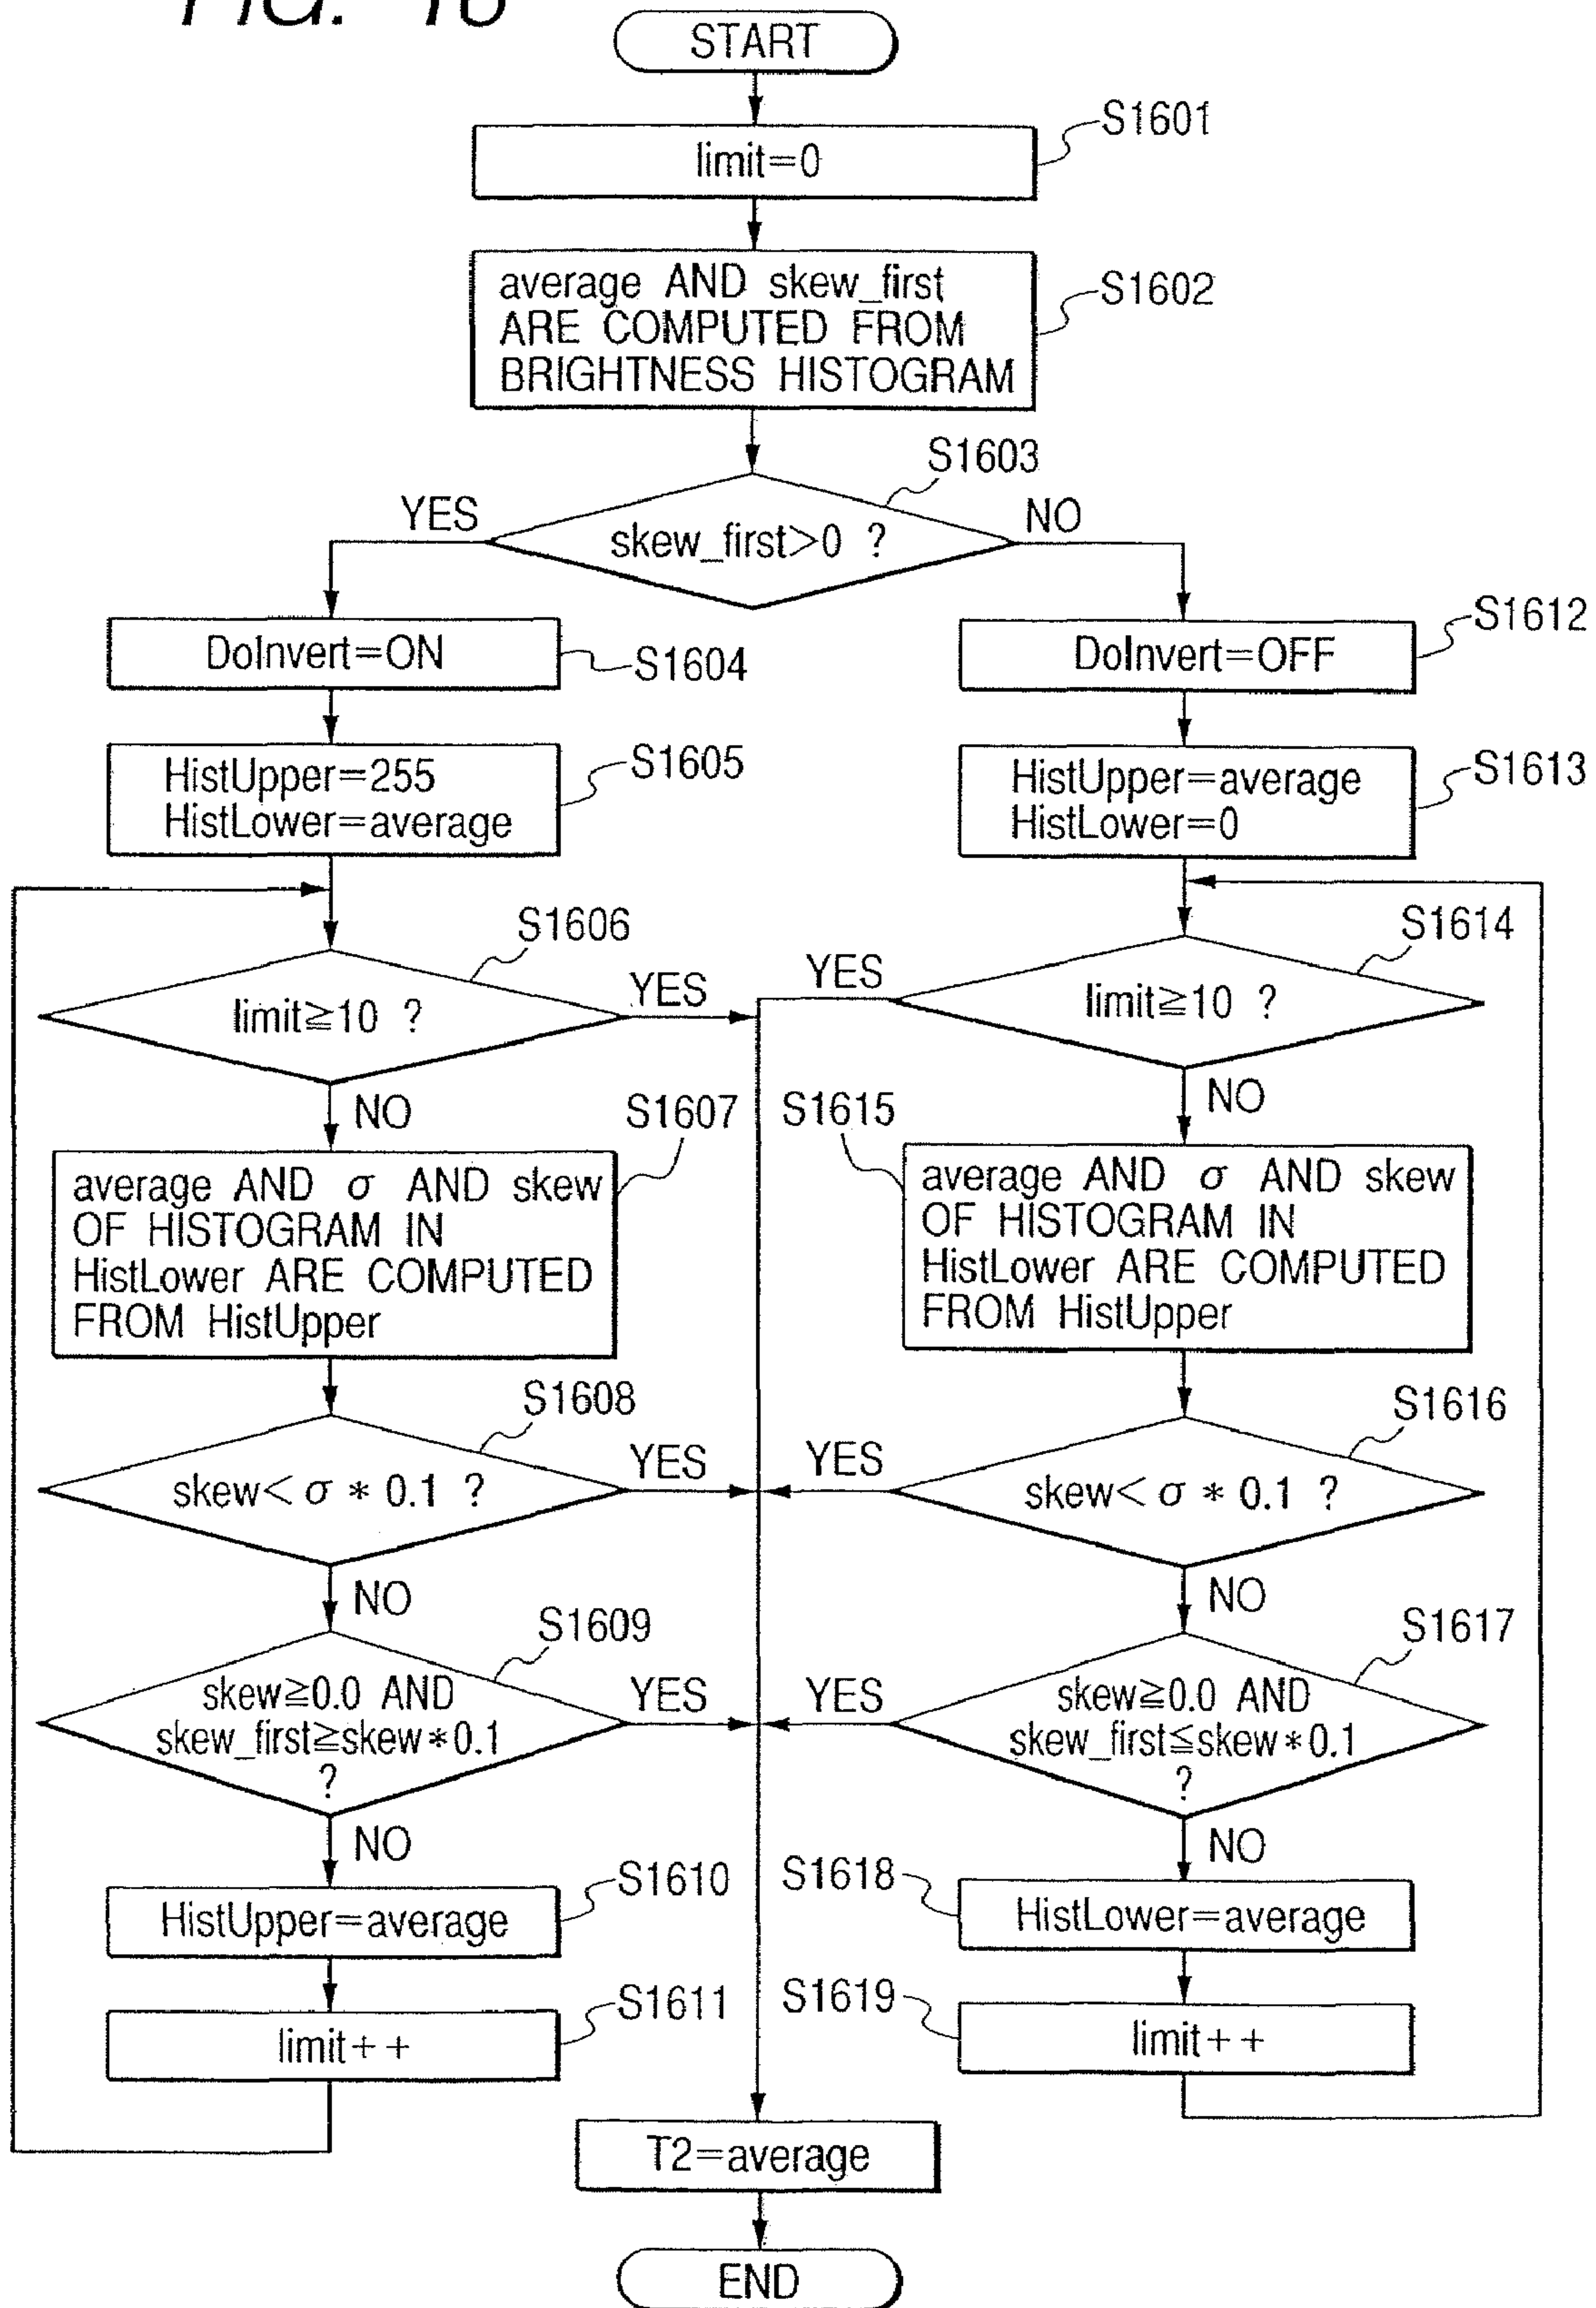 FIG. 16
START
S1601
limit=0
S1602
average AND skew_first
ARE COMPUTED FROM
BRIGHTNESS HISTOGRAM
S1603
YES
NO
skew_first>0 ?
S1604
DoInvert=ON
S1612
DoInvert=OFF
S1605
HistUpper=255
HistLower=average
S1613
HistUpper=average
HistLower=0
S1606
limit≧10 ?
YES
S1614
YES
limit≧10 ?
NO
NO
S1607
average AND σ AND skew
OF HISTOGRAM IN
HistLower ARE COMPUTED
FROM HistUpper
S1615
average AND σ AND skew
OF HISTOGRAM IN
HistLower ARE COMPUTED
FROM HistUpper
S1608
skew< σ * 0.1 ?
YES
S1616
YES
skew< σ * 0.1 ?
NO
NO
S1609
skew≧0.0 AND
skew_first≧skew*0.1
?
YES
S1617
YES
skew≧0.0 AND
skew_first≦skew*0.1
?
NO
NO
S1610
HistUpper=average
S1618
HistLower=average
S1611
limit++
S1619
limit++
T2=average
END